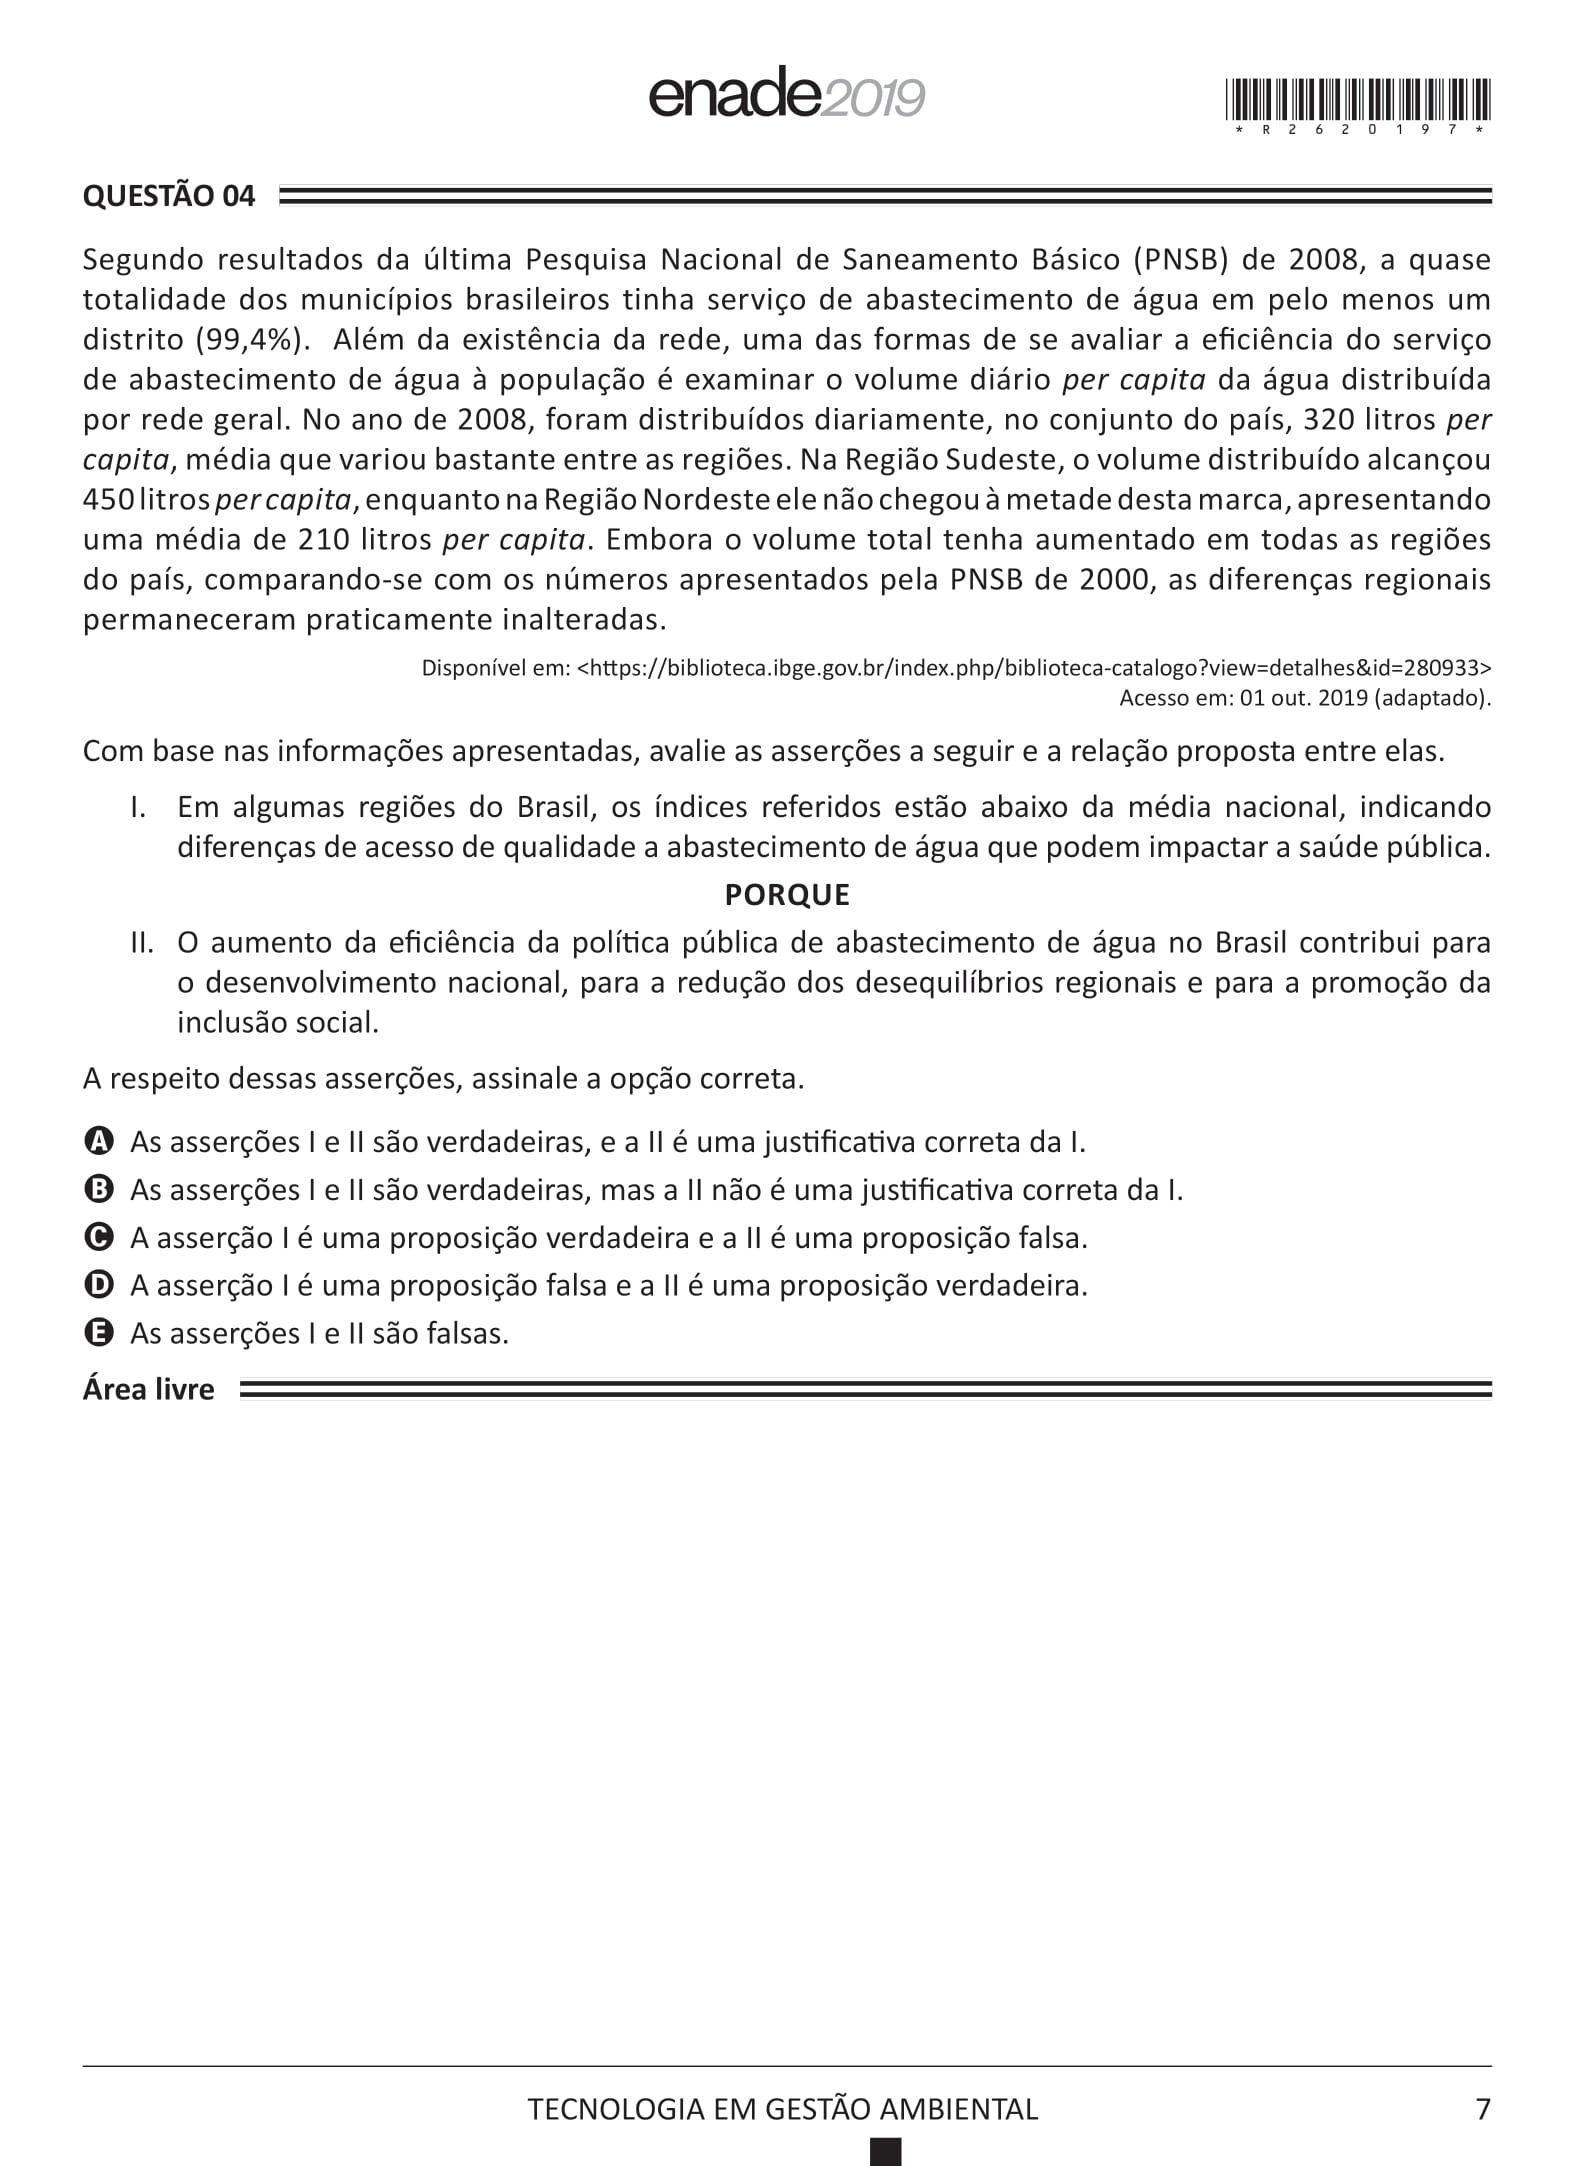 enade2019
*R2620197*
QUESTÃO 04
Segundo resultados da última Pesquisa Nacional de Saneamento Básico (PNSB) de 2008, a quase
totalidade dos municípios brasileiros tinha serviço de abastecimento de água em pelo menos um
distrito (99,4%). Além da existência da rede, uma das formas de se avaliar a eficiência do serviço
de abastecimento de água à população é examinar o volume diário per capita da água distribuída
por rede geral. No ano de 2008, foram distribuídos diariamente, no conjunto do país, 320 litros per
capita, média que variou bastante entre as regiões. Na Região Sudeste, o volume distribuído alcançou
450 litros per capita, enquanto na Região Nordeste ele não chegou à metade desta marca, apresentando
uma média de 210 litros per capita. Embora o volume total tenha aumentado em todas as regiões
do país, comparando-se com os números apresentados pela PNSB de 2000, as diferenças regionais
permaneceram praticamente inalteradas.
Disponível em: <https://biblioteca.ibge.gov.br/index.php/biblioteca-catalogo?view=detalhes&id=280933>
Acesso em: 01 out. 2019 (adaptado).
Com base nas informações apresentadas, avalie as asserções a seguir e a relação proposta entre elas.
I. Em algumas regiões do Brasil, os índices referidos estão abaixo da média nacional, indicando
diferenças de acesso de qualidade a abastecimento de água que podem impactar a saúde pública.
PORQUE
II. O aumento da eficiência da política pública de abastecimento de água no Brasil contribui para
o desenvolvimento nacional, para a redução dos desequilíbrios regionais e para a promoção da
inclusão social.
A respeito dessas asserções, assinale a opção correta.
A As asserções I e II são verdadeiras, e a II é uma justificativa correta da I.
B As asserções I e II são verdadeiras, mas a II não é uma justificativa correta da I.
C A asserção I é uma proposição verdadeira e a II é uma proposição falsa.
D A asserção I é uma proposição falsa e a II é uma proposição verdadeira.
E As asserções I e II são falsas.
Área livre
TECNOLOGIA EM GESTÃO AMBIENTAL
7